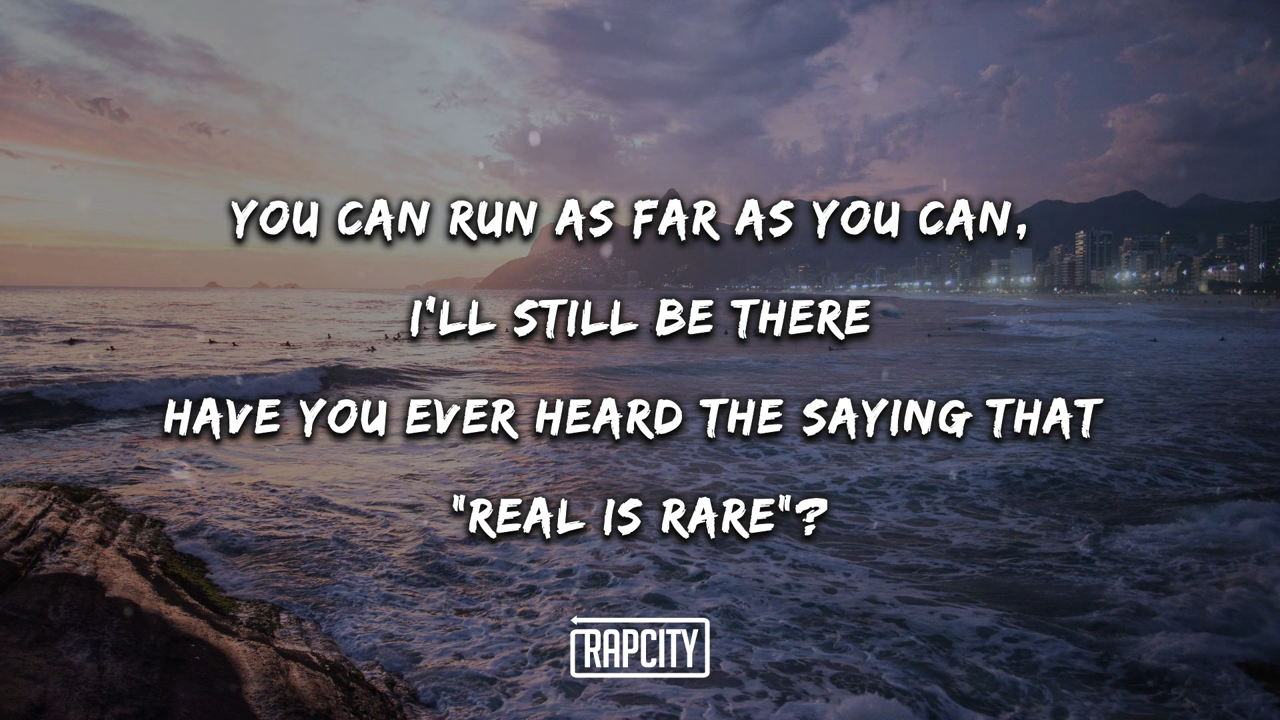 YOU CAN RUN AS FAR AS YOU CAN,
I'LL STILL BE THERE
HAVE YOU EVER HEARD THE SAYING THAT
"REAL IS RARE"?
RAPCITY